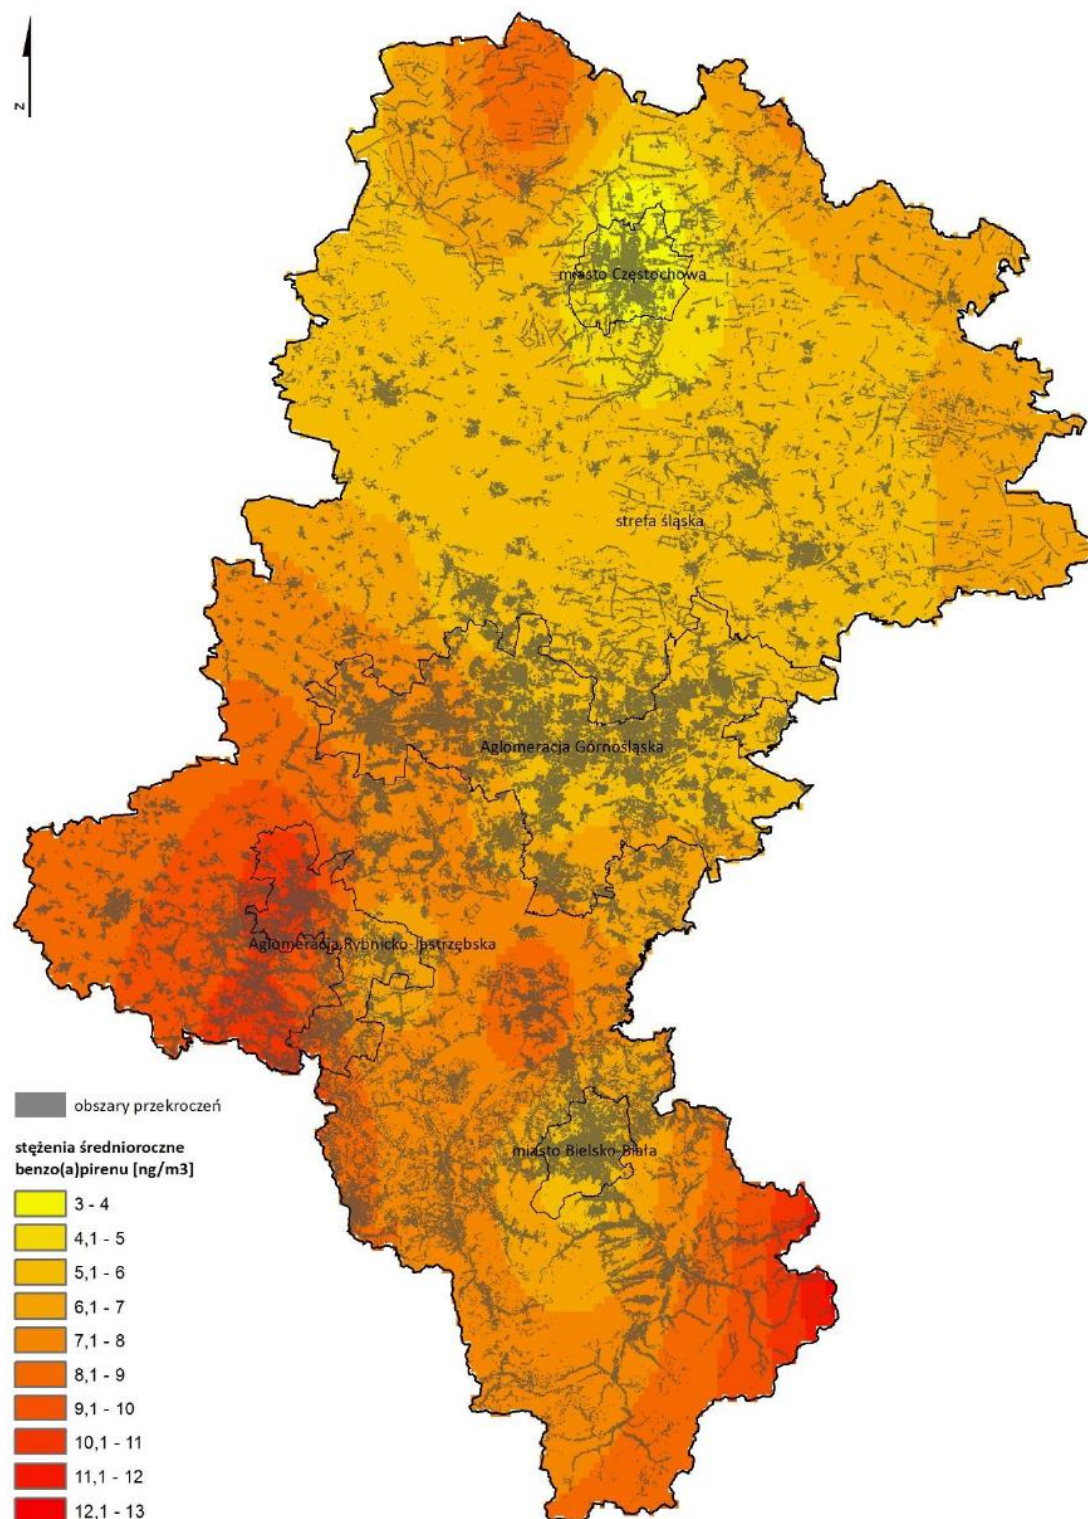 z
miasto Częstochowa
strefa śląska
Aglomeracja Górnośląska
Aglomeracja Rybnicko-Jastrzębska
miasto Bielsko-Biała
obszary przekroczeń
stężenia średnioroczne
benzo(a)pirenu [ng/m3]
3 - 4
4,1 - 5
5,1 - 6
6,1 - 7
7,1 - 8
8,1 - 9
9,1 - 10
10,1 - 11
11,1 - 12
12,1 - 13